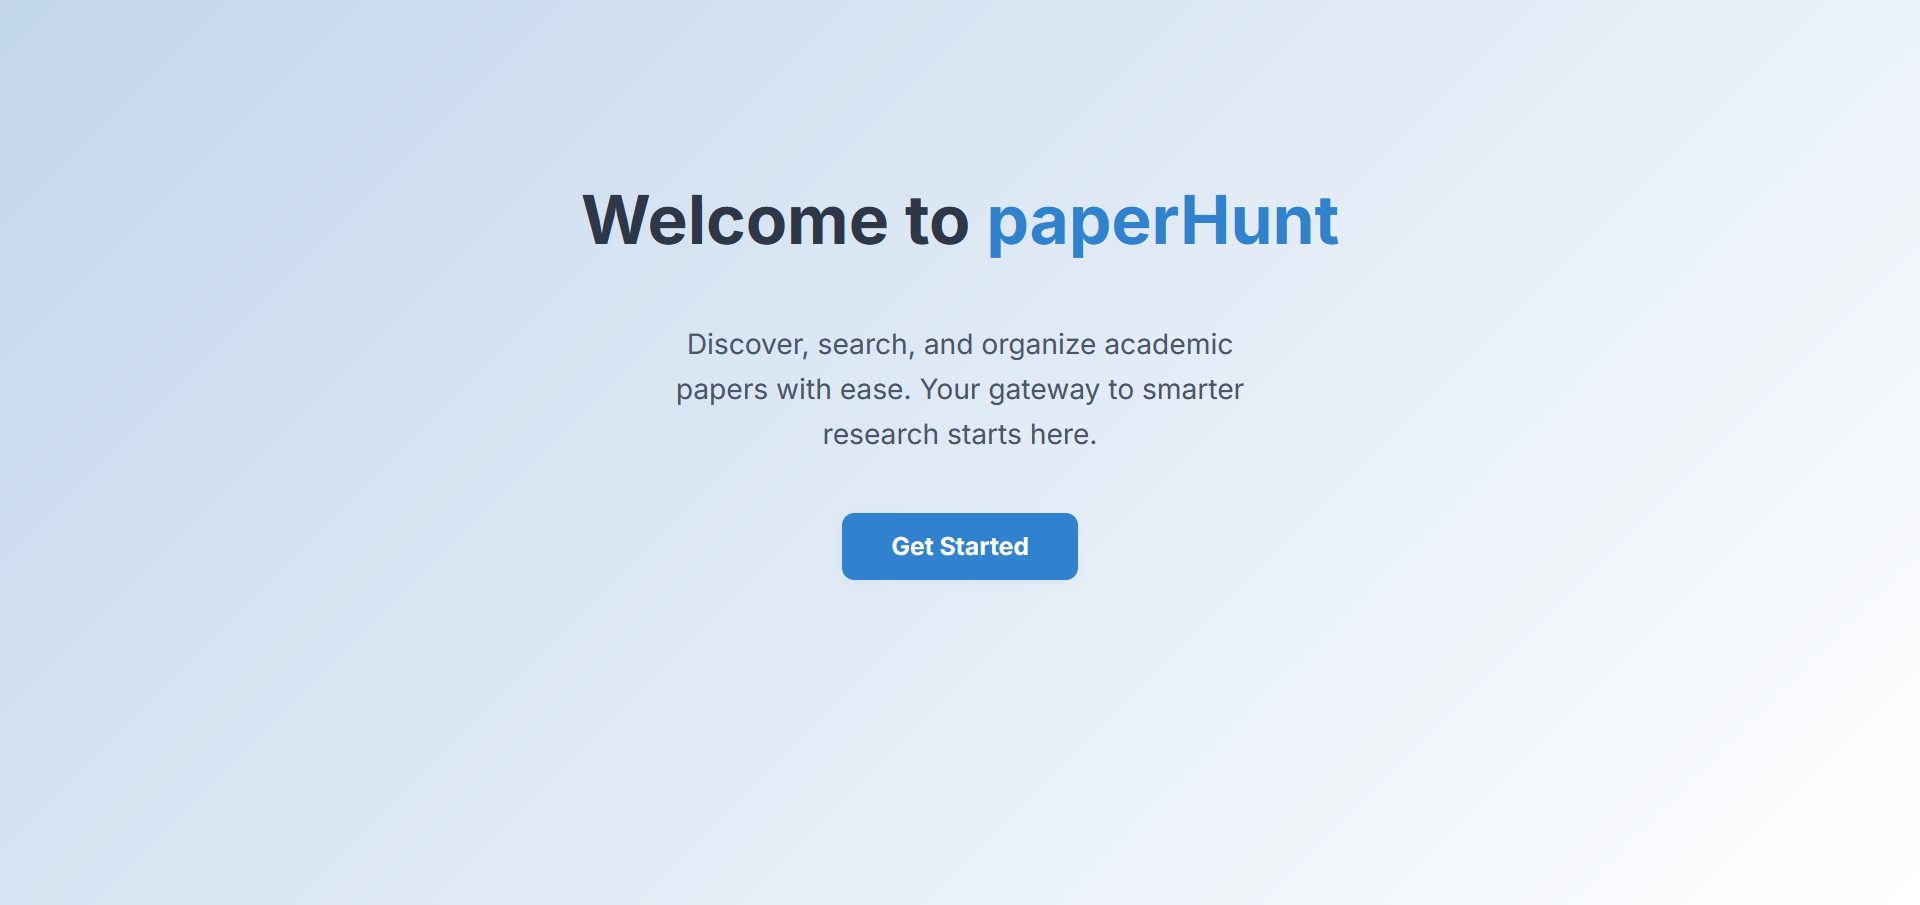 Welcome to paperHunt
Discover, search, and organize academic
papers with ease. Your gateway to smarter
research starts here.
Get Started